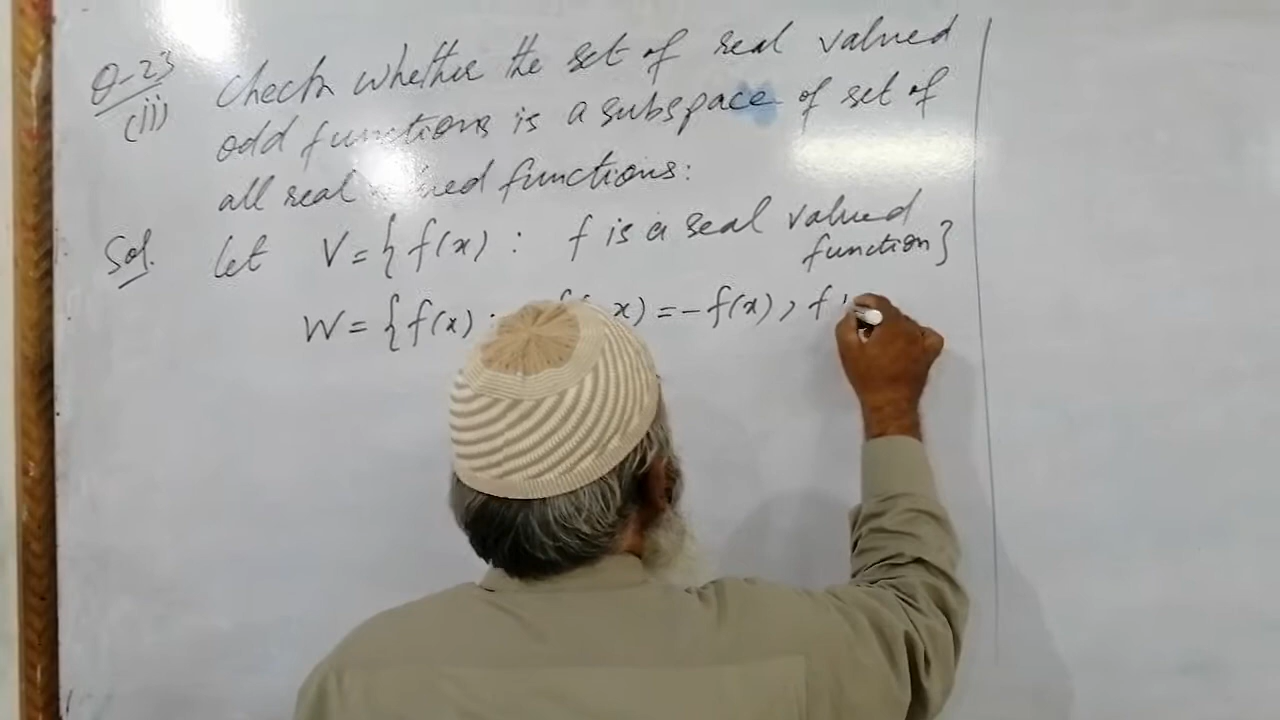 Q-23 Check whether the set of real valued
(ii) odd functions is a subspace of set of
all real functions:
Sol. Let V = { f(x) : f is a real valued
function }
W = { f(x) : x) = -f(x), f